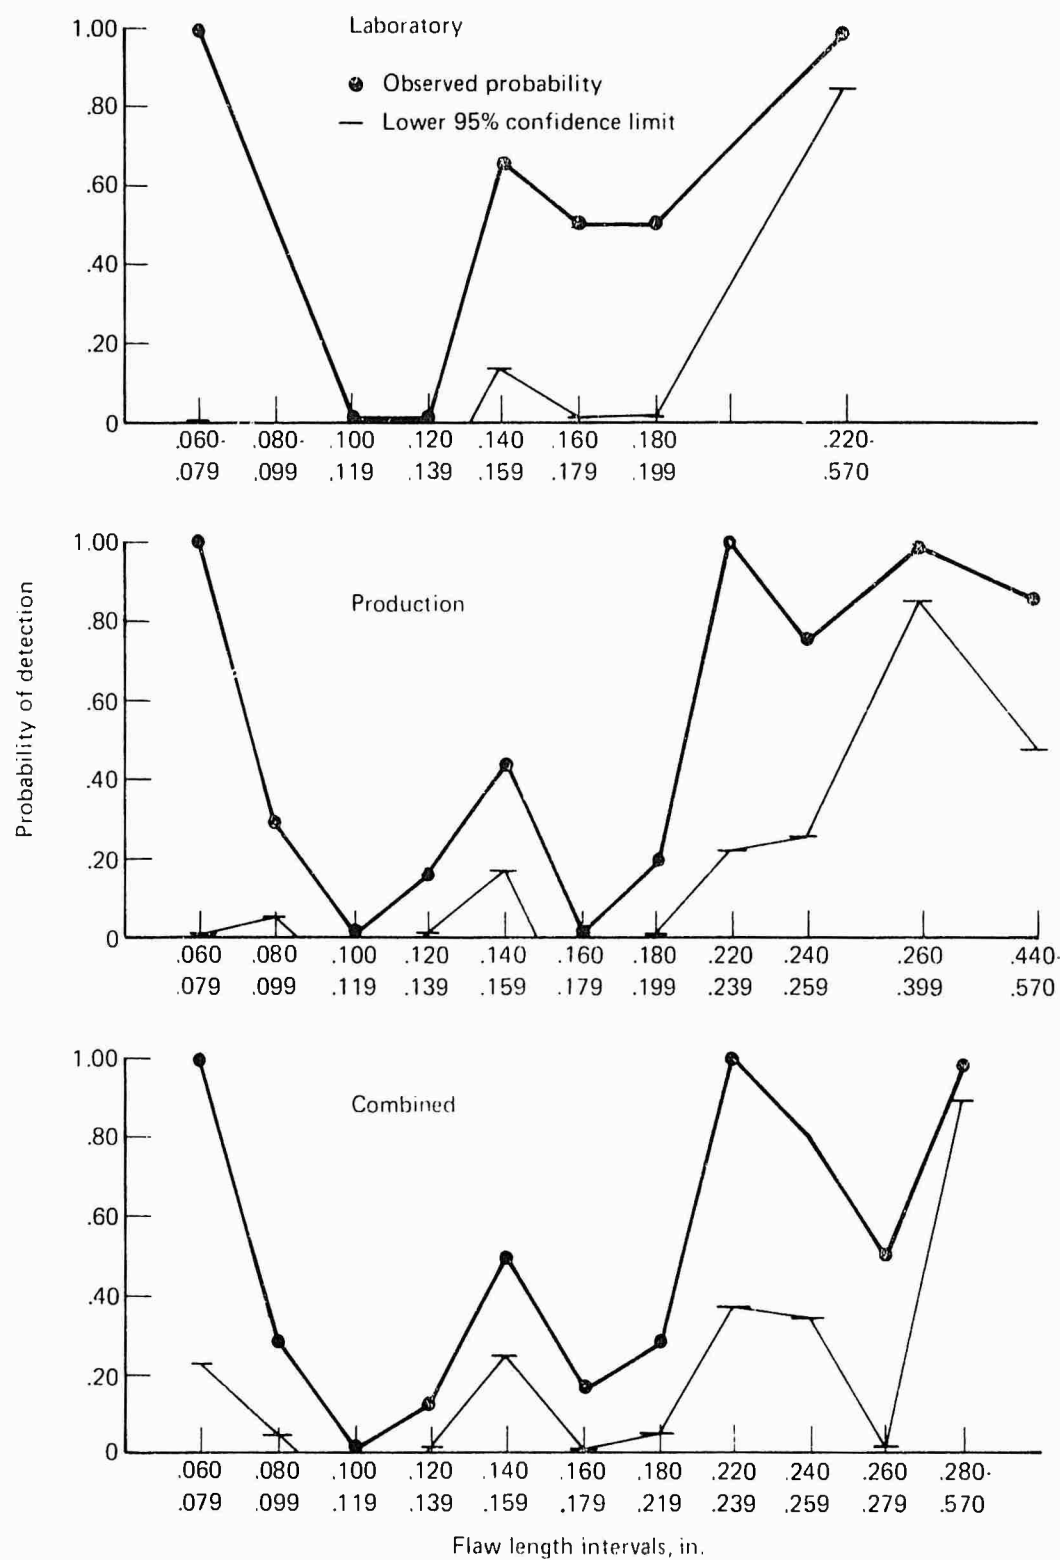 Laboratory
Observed probability
Lower 95% confidence limit
1.00
.80
.60
.40
.20
0
.060- .080- .100 .120 .140 .160 .180 .220-
.079 .099 .119 .139 .159 .179 .199 .570
Probability of detection
Production
1.00
.80
.60
.40
.20
0
.060 .080 .100 .120 .140 .160 .180 .220 .240 .260 .440-
.079 .099 .119 .139 .159 .179 .199 .239 .259 .399 .570
Combined
1.00
.80
.60
.40
.20
0
.060 .080 .100 .120 .140 .160 .180 .220 .240 .260 .280-
.079 .099 .119 .139 .159 .179 .219 .239 .259 .279 .570
Flaw length intervals, in.